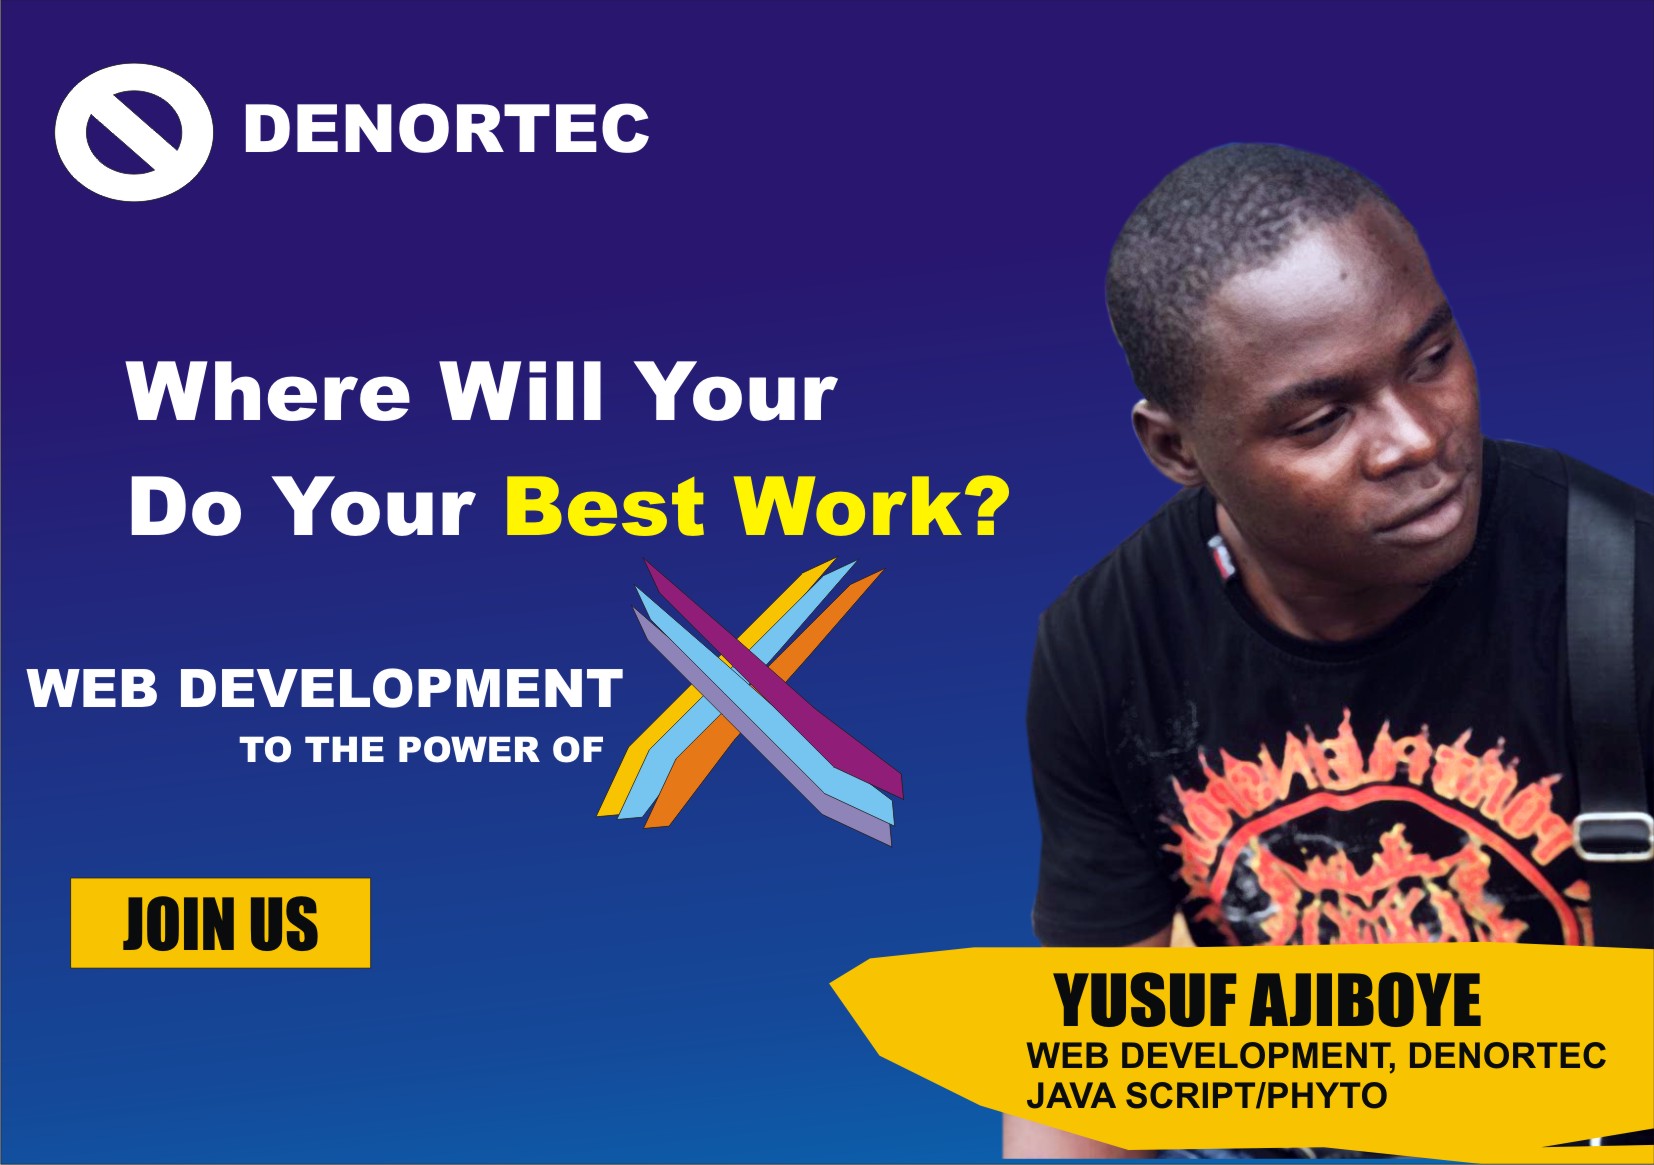 DENORTEC
Where Will Your
Do Your Best Work?
WEB DEVELOPMENT
TO THE POWER OF
JOIN US
YUSUF AJIBOYE
WEB DEVELOPMENT, DENORTEC
JAVA SCRIPT/PHYTO